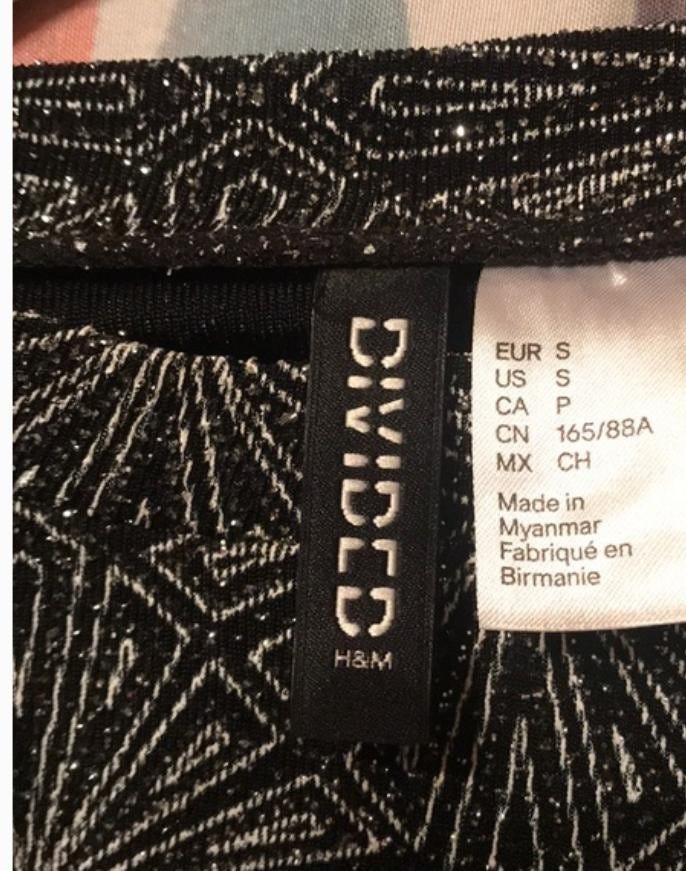 DIVIDED
H&M
EUR S
US S
CA P
CN 165/88A
MX CH
Made in
Myanmar
Fabriqué en
Birmanie